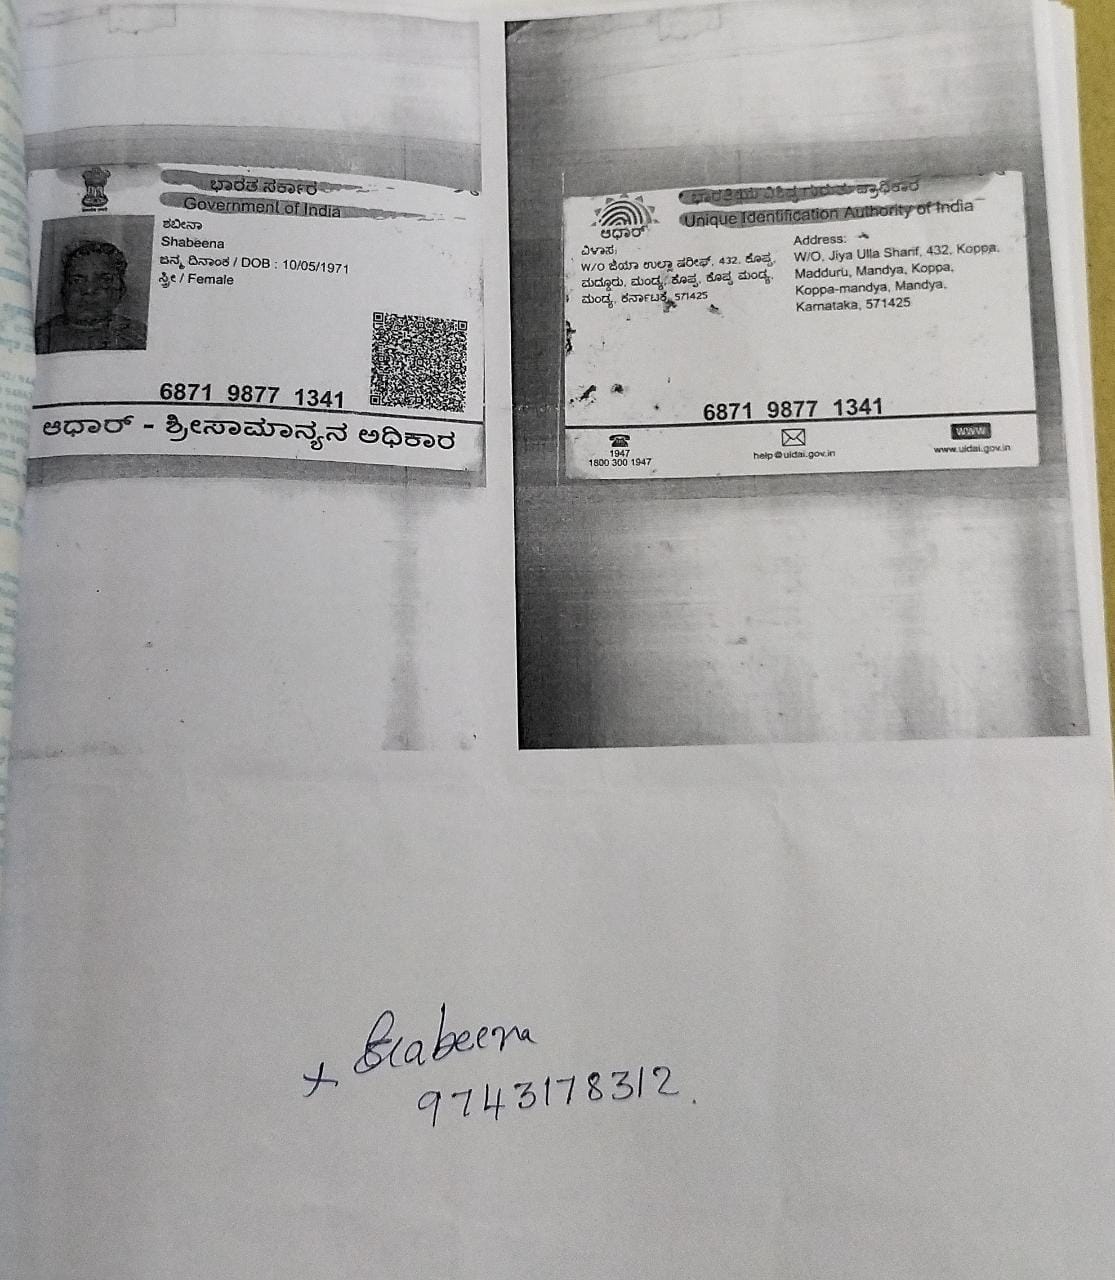 ಭಾರತ ಸರ್ಕಾರ
Government of India
ಶಬೀನಾ
Shabeena
ಜನ್ಮ ದಿನಾಂಕ / DOB : 10/05/1971
ಸ್ತ್ರೀ / Female
6871 9877 1341
ಆಧಾರ್ - ಶ್ರೀಸಾಮಾನ್ಯನ ಅಧಿಕಾರ
ಭಾರತೀಯ ವಿಶಿಷ್ಟ ಗುರುತು ಪ್ರಾಧಿಕಾರ
Unique Identification Authority of India
ಆಧಾರ್
ವಿಳಾಸ:
W/O ಜಿಯಾ ಉಲ್ಲಾ ಷರೀಫ್, 432, ಕೊಪ್ಪ,
ಮದ್ದೂರು, ಮಂಡ್ಯ, ಕೊಪ್ಪ, ಕೊಪ್ಪ ಮಂಡ್ಯ,
ಮಂಡ್ಯ, ಕರ್ನಾಟಕ, 571425
Address:
W/O, Jiya Ulla Sharif, 432, Koppa,
Madduru, Mandya, Koppa,
Koppa-mandya, Mandya,
Karnataka, 571425
6871 9877 1341
1947
1800 300 1947
help@uidai.gov.in
www
www.uidai.gov.in
x Shabeena
9743178312.